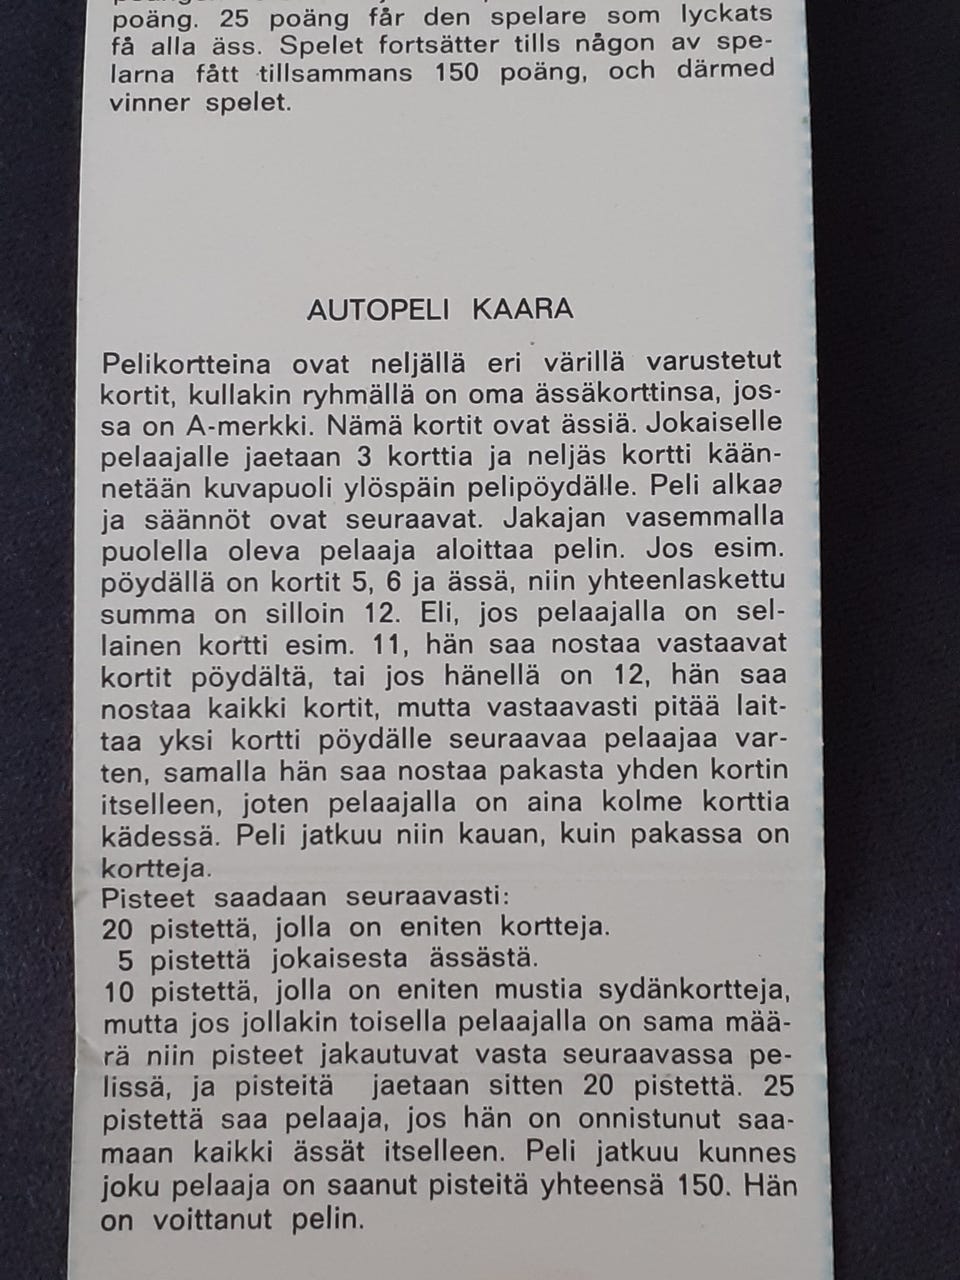 poäng. 25 poäng får den spelare som lyckats
få alla äss. Spelet fortsätter tills någon av spe-
larna fått tillsammans 150 poäng, och därmed
vinner spelet.
AUTOPELI KAARA
Pelikortteina ovat neljällä eri värillä varustetut
kortit, kullakin ryhmällä on oma ässäkorttinsa, jos-
sa on A-merkki. Nämä kortit ovat ässiä. Jokaiselle
pelaajalle jaetaan 3 korttia ja neljäs kortti kään-
netään kuvapuoli ylöspäin pelipöydälle. Peli alkaa
ja säännöt ovat seuraavat. Jakajan vasemmalla
puolella oleva pelaaja aloittaa pelin. Jos esim.
pöydällä on kortit 5, 6 ja ässä, niin yhteenlaskettu
summa on silloin 12. Eli, jos pelaajalla on sel-
lainen kortti esim. 11, hän saa nostaa vastaavat
kortit pöydältä, tai jos hänellä on 12, hän saa
nostaa kaikki kortit, mutta vastaavasti pitää lait-
taa yksi kortti pöydälle seuraavaa pelaajaa var-
ten, samalla hän saa nostaa pakasta yhden kortin
itselleen, joten pelaajalla on aina kolme korttia
kädessä. Peli jatkuu niin kauan, kuin pakassa on
kortteja.
Pisteet saadaan seuraavasti:
20 pistettä, jolla on eniten kortteja.
5 pistettä jokaisesta ässästä.
10 pistettä, jolla on eniten mustia sydänkortteja,
mutta jos jollakin toisella pelaajalla on sama mää-
rä niin pisteet jakautuvat vasta seuraavassa pe-
lissä, ja pisteitä jaetaan sitten 20 pistettä. 25
pistettä saa pelaaja, jos hän on onnistunut saa-
maan kaikki ässät itselleen. Peli jatkuu kunnes
joku pelaaja on saanut pisteitä yhteensä 150. Hän
on voittanut pelin.